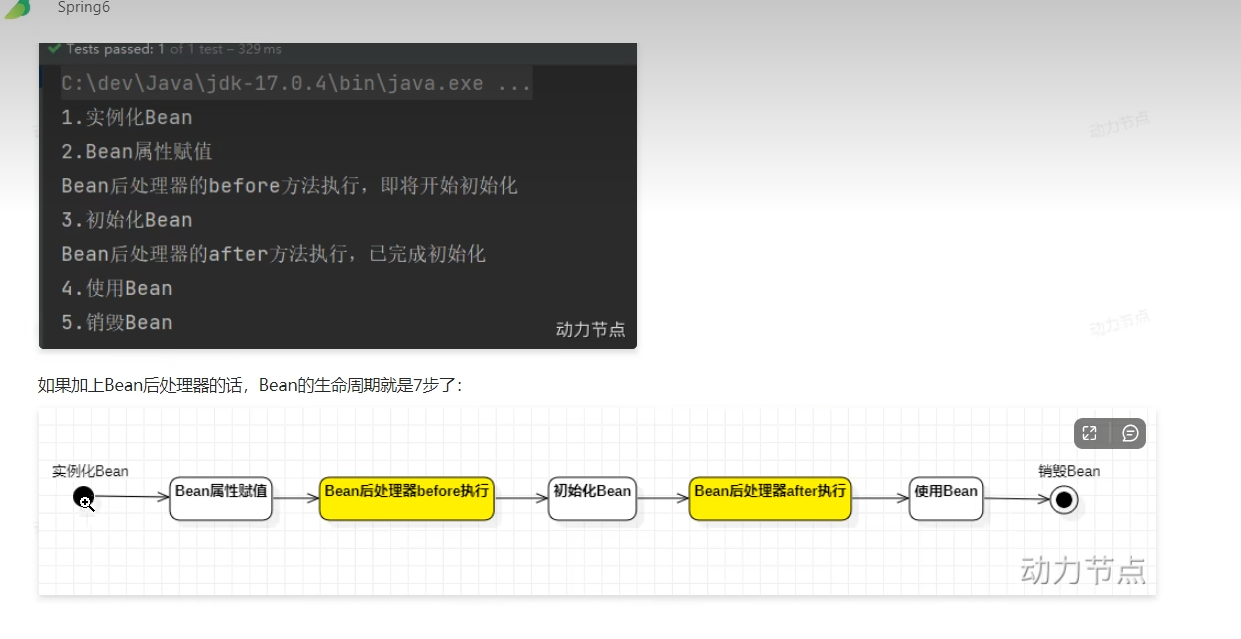 Spring6
Tests passed: 1 of 1 test – 329 ms
C:\dev\Java\jdk-17.0.4\bin\java.exe ...
1.实例化Bean
2.Bean属性赋值
Bean后处理器的before方法执行，即将开始初始化
3.初始化Bean
Bean后处理器的after方法执行，已完成初始化
4.使用Bean
5.销毁Bean
动力节点
动力节点
动力节点
如果加上Bean后处理器的话，Bean的生命周期就是7步了：
实例化Bean
Bean属性赋值
Bean后处理器before执行
初始化Bean
Bean后处理器after执行
使用Bean
销毁Bean
动力节点